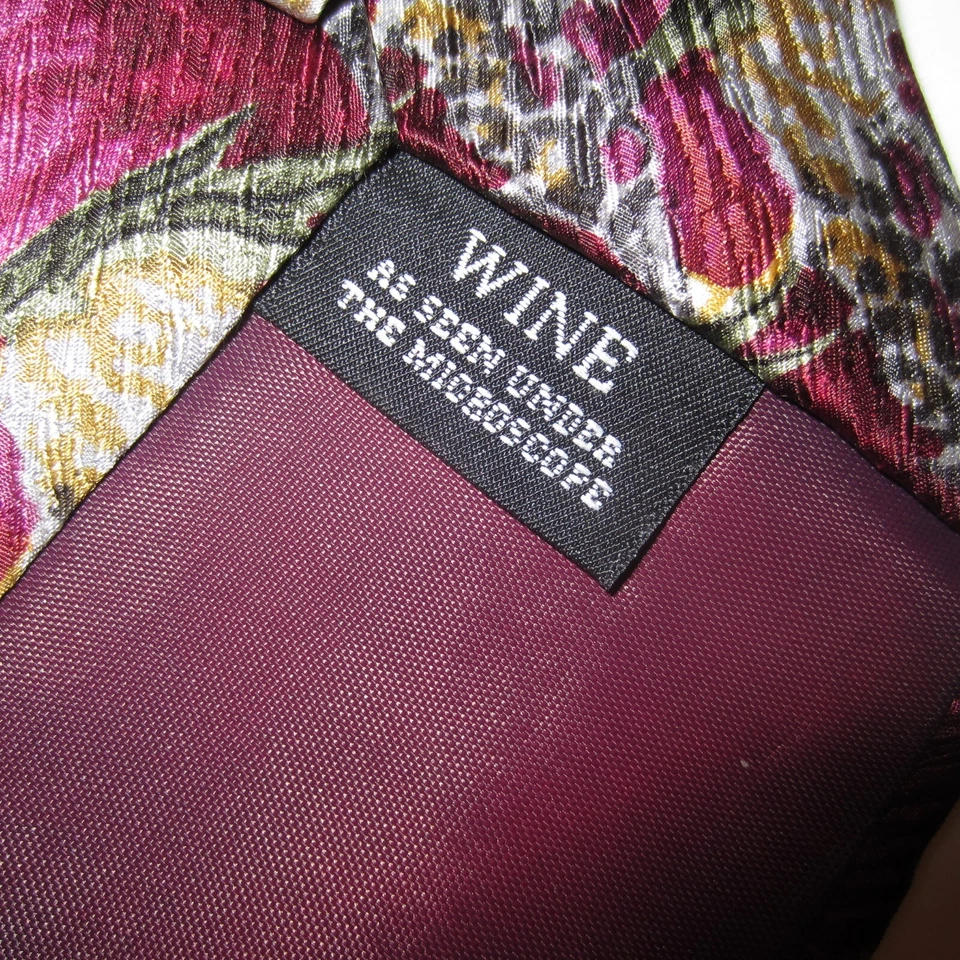 WINE
AS SEEN UNDER
THE MICROSCOPE